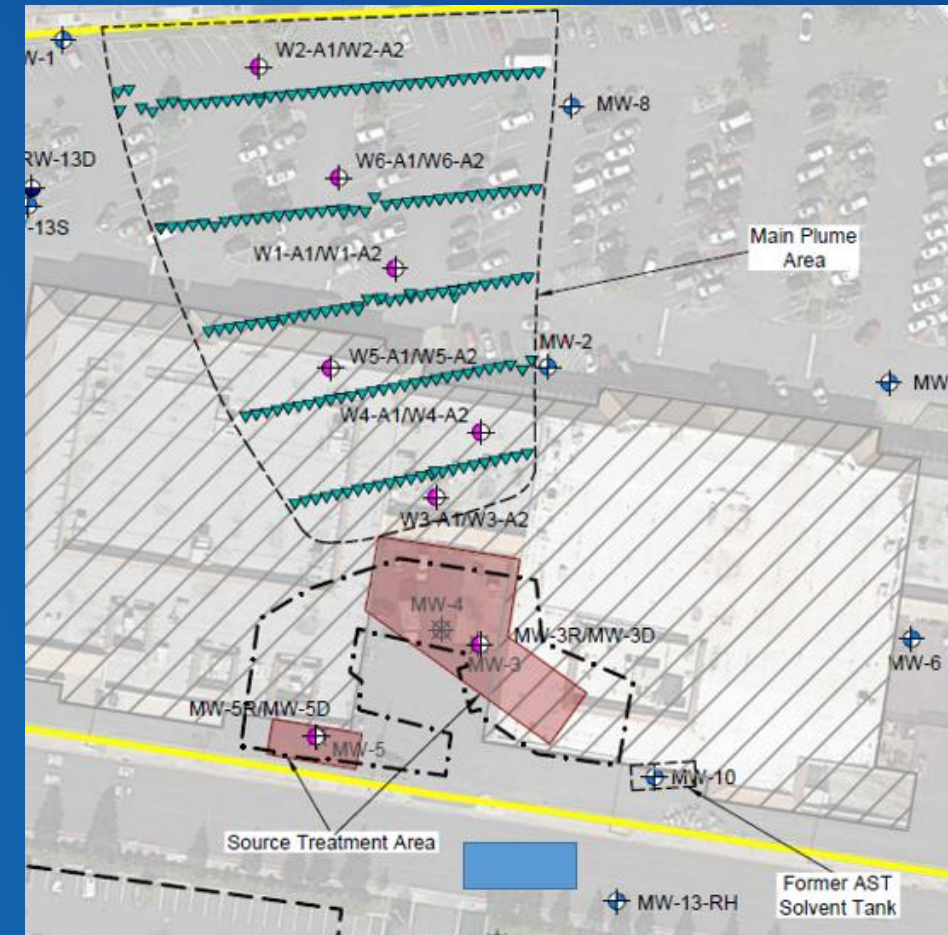 W-1
W2-A1/W2-A2
MW-8
RW-13D
-13S
W6-A1/W6-A2
Main Plume
Area
W1-A1/W1-A2
MW-2
W5-A1/W5-A2
MW
W4-A1/W4-A2
W3-A1/W3-A2
MW-4
MW-3R/MW-3D
MW-3
MW-6
MW-5R/MW-5D
MW-5
MW-10
Source Treatment Area
Former AST
Solvent Tank
MW-13-RH